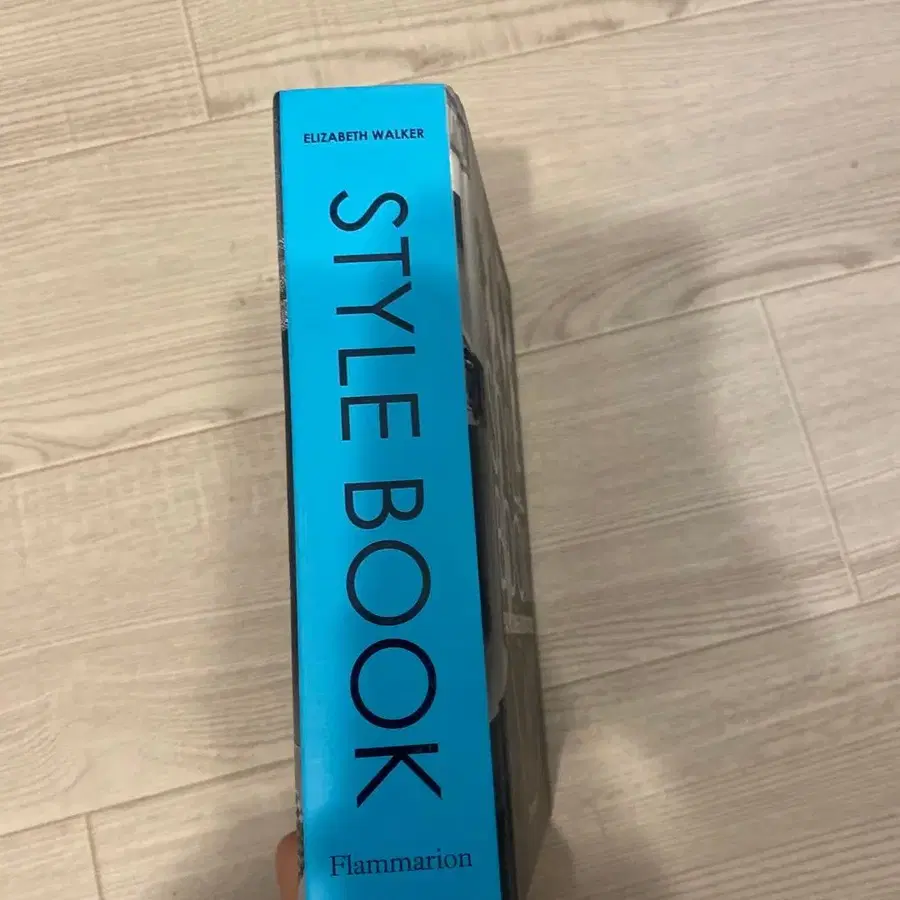 ELIZABETH WALKER
STYLE BOOK
Flammarion